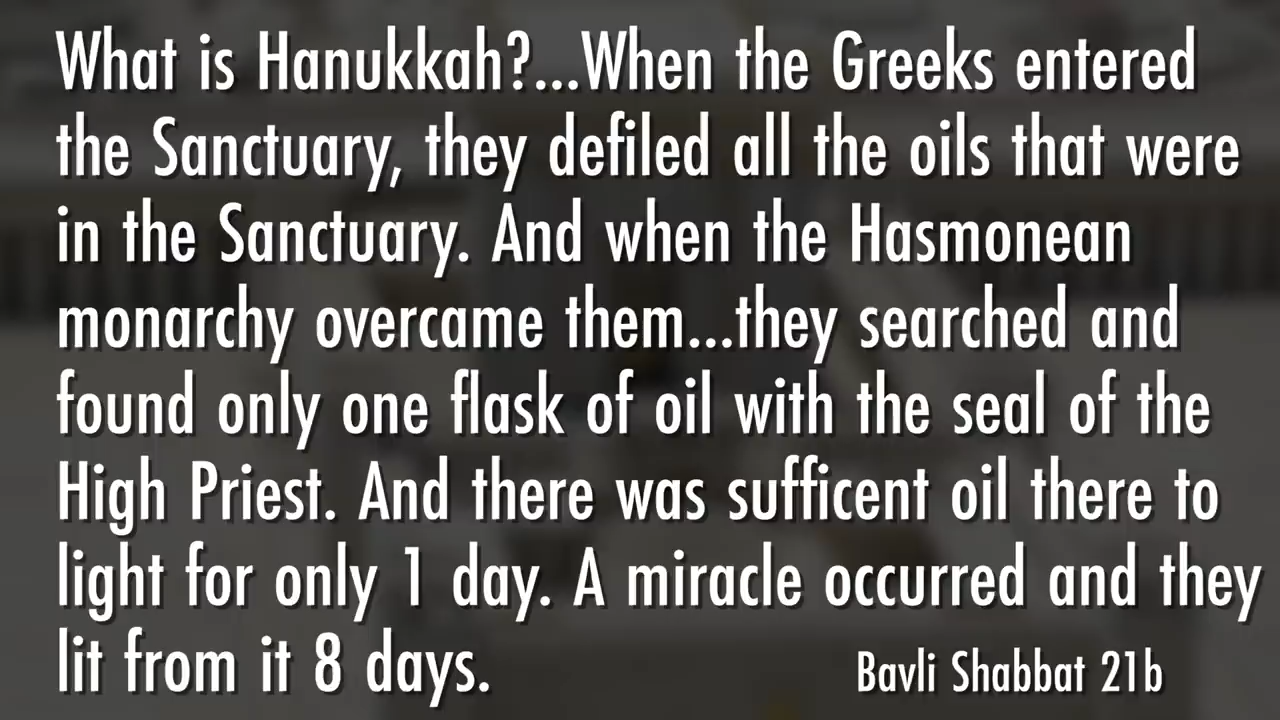 What is Hanukkah?...When the Greeks entered
the Sanctuary, they defiled all the oils that were
in the Sanctuary. And when the Hasmonean
monarchy overcame them...they searched and
found only one flask of oil with the seal of the
High Priest. And there was sufficent oil there to
light for only 1 day. A miracle occurred and they
lit from it 8 days.
Bavli Shabbat 21b